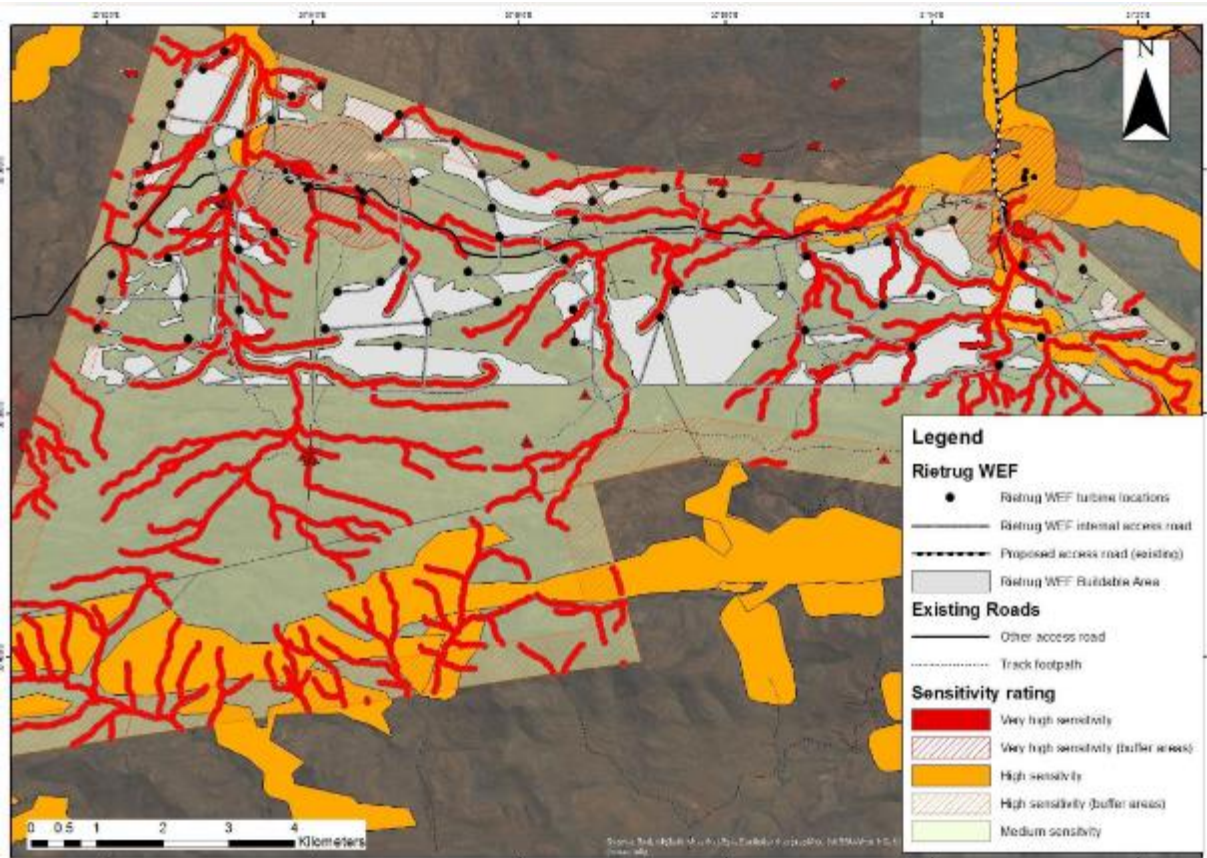 N
Legend
Rietrug WEF
Rietrug WEF turbine locations
Rietrug WEF internal access road
Proposed access road (existing)
Rietrug WEF Buildable Area
Existing Roads
Other access road
Track footpath
Sensitivity rating
Very high sensitivity
Very high sensitivity (buffer areas)
High sensitivity
High sensitivity (buffer areas)
Medium sensitivity
0 0.5 1 2 3 4
Kilometers